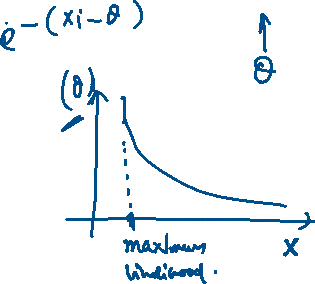 e^-(xi-θ)
θ
(θ)
x
maximum
likelihood.